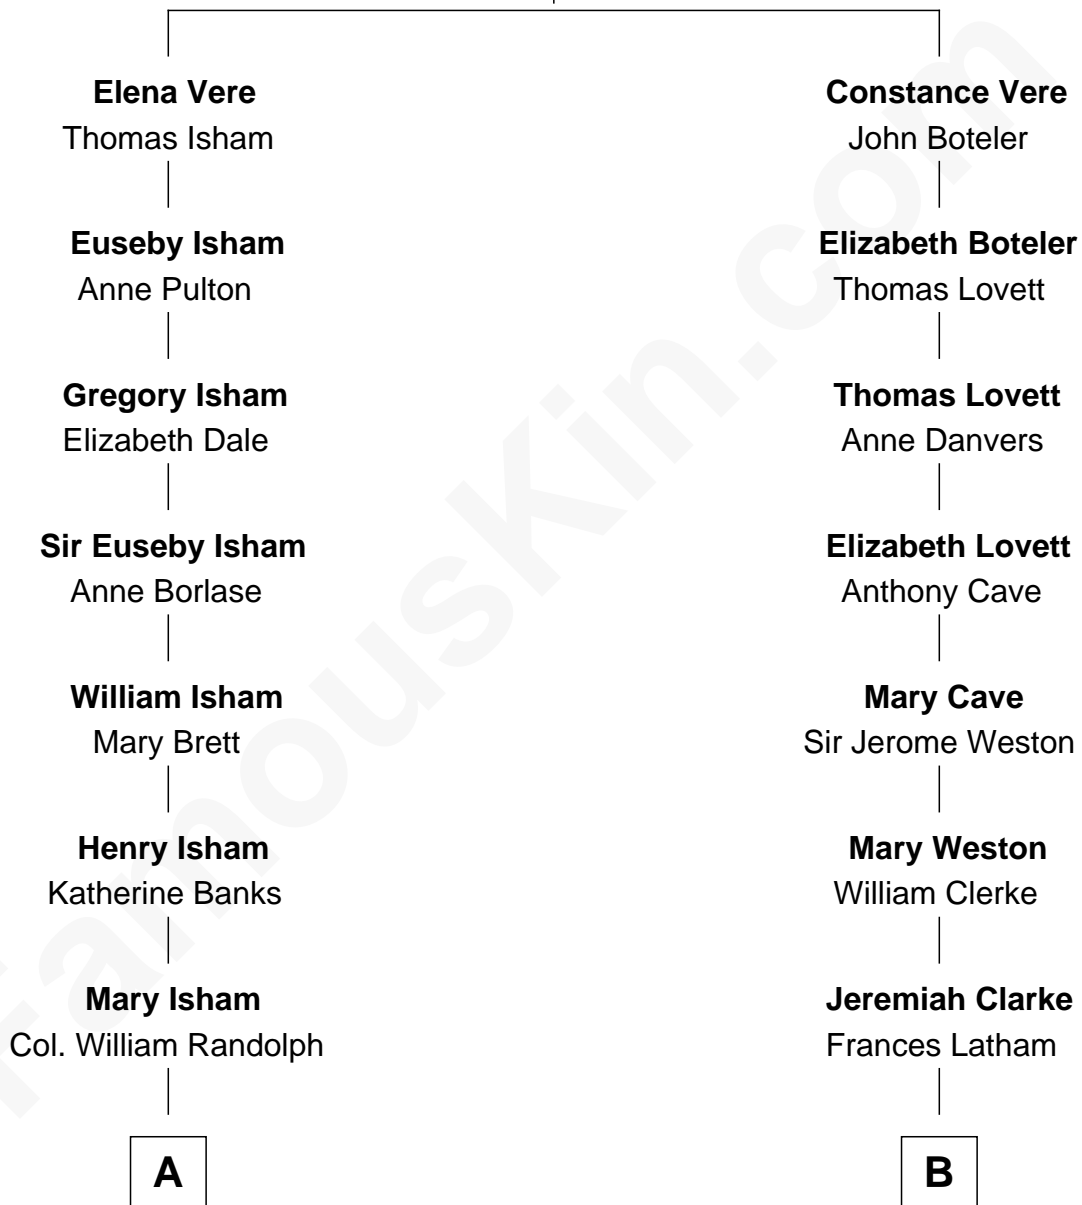 Elena Vere
Thomas Isham
Constance Vere
John Boteler
Euseby Isham
Anne Pulton
Elizabeth Boteler
Thomas Lovett
Gregory Isham
Elizabeth Dale
Thomas Lovett
Anne Danvers
Sir Euseby Isham
Anne Borlase
Elizabeth Lovett
Anthony Cave
William Isham
Mary Brett
Mary Cave
Sir Jerome Weston
Henry Isham
Katherine Banks
Mary Weston
William Clerke
Mary Isham
Col. William Randolph
Jeremiah Clarke
Frances Latham
A
B
FamousKin.com